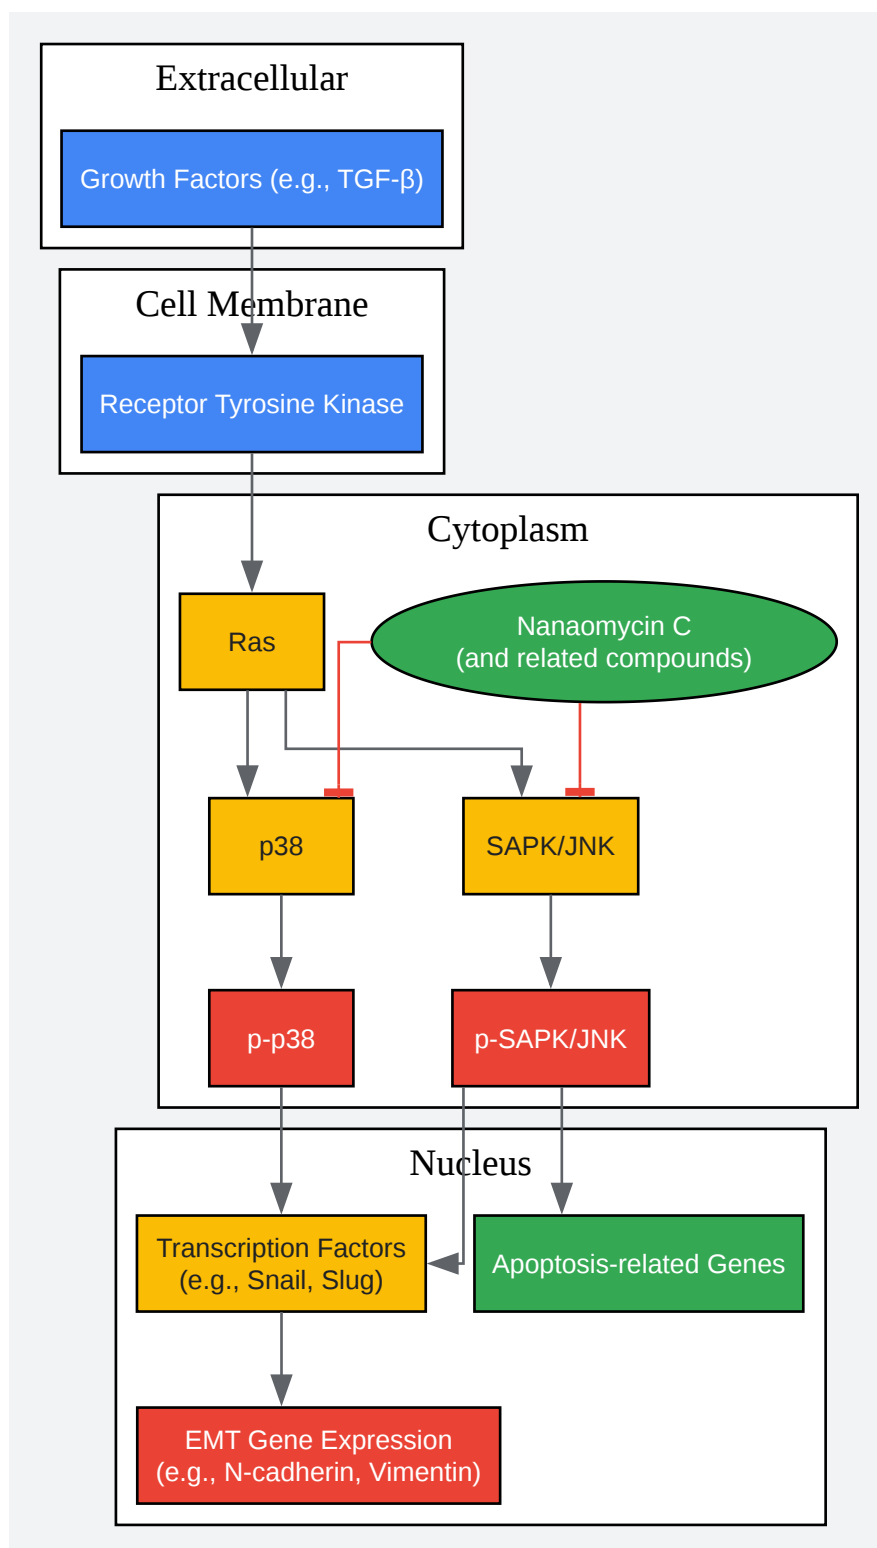 Extracellular
Growth Factors (e.g., TGF-β)
Cell Membrane
Receptor Tyrosine Kinase
Cytoplasm
Ras
Nanaomycin C
(and related compounds)
p38
SAPK/JNK
p-p38
p-SAPK/JNK
Nucleus
Transcription Factors
(e.g., Snail, Slug)
Apoptosis-related Genes
EMT Gene Expression
(e.g., N-cadherin, Vimentin)